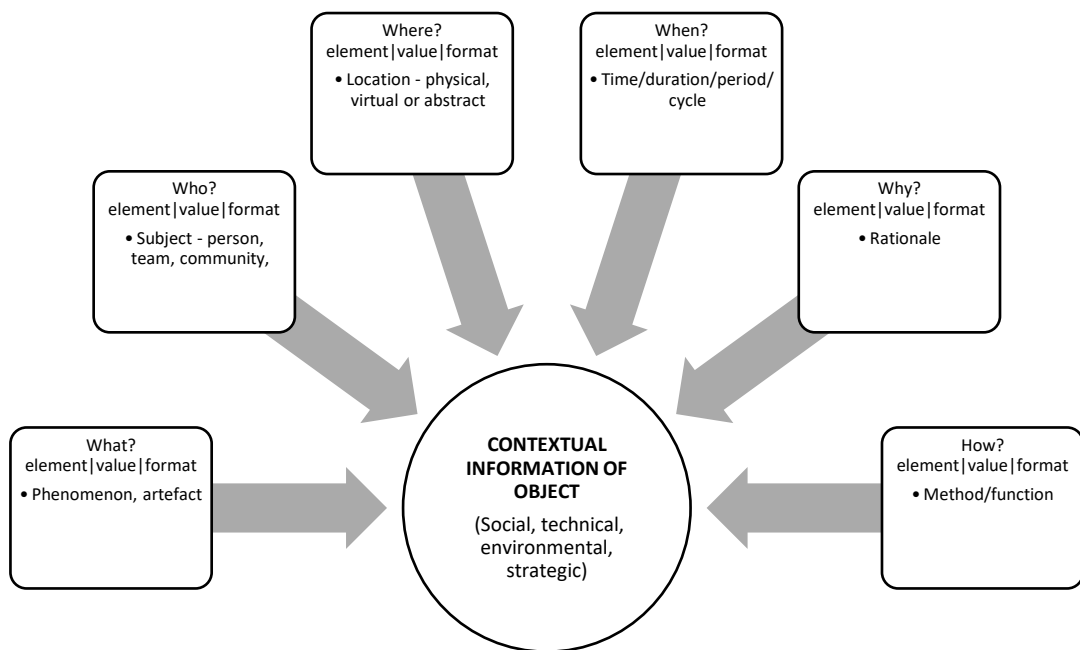 Where?
element|value|format
• Location - physical,
virtual or abstract
When?
element|value|format
• Time/duration/period/
cycle
Who?
element|value|format
• Subject - person,
team, community,
Why?
element|value|format
• Rationale
What?
element|value|format
• Phenomenon, artefact
CONTEXTUAL
INFORMATION OF
OBJECT
(Social, technical,
environmental,
strategic)
How?
element|value|format
• Method/function